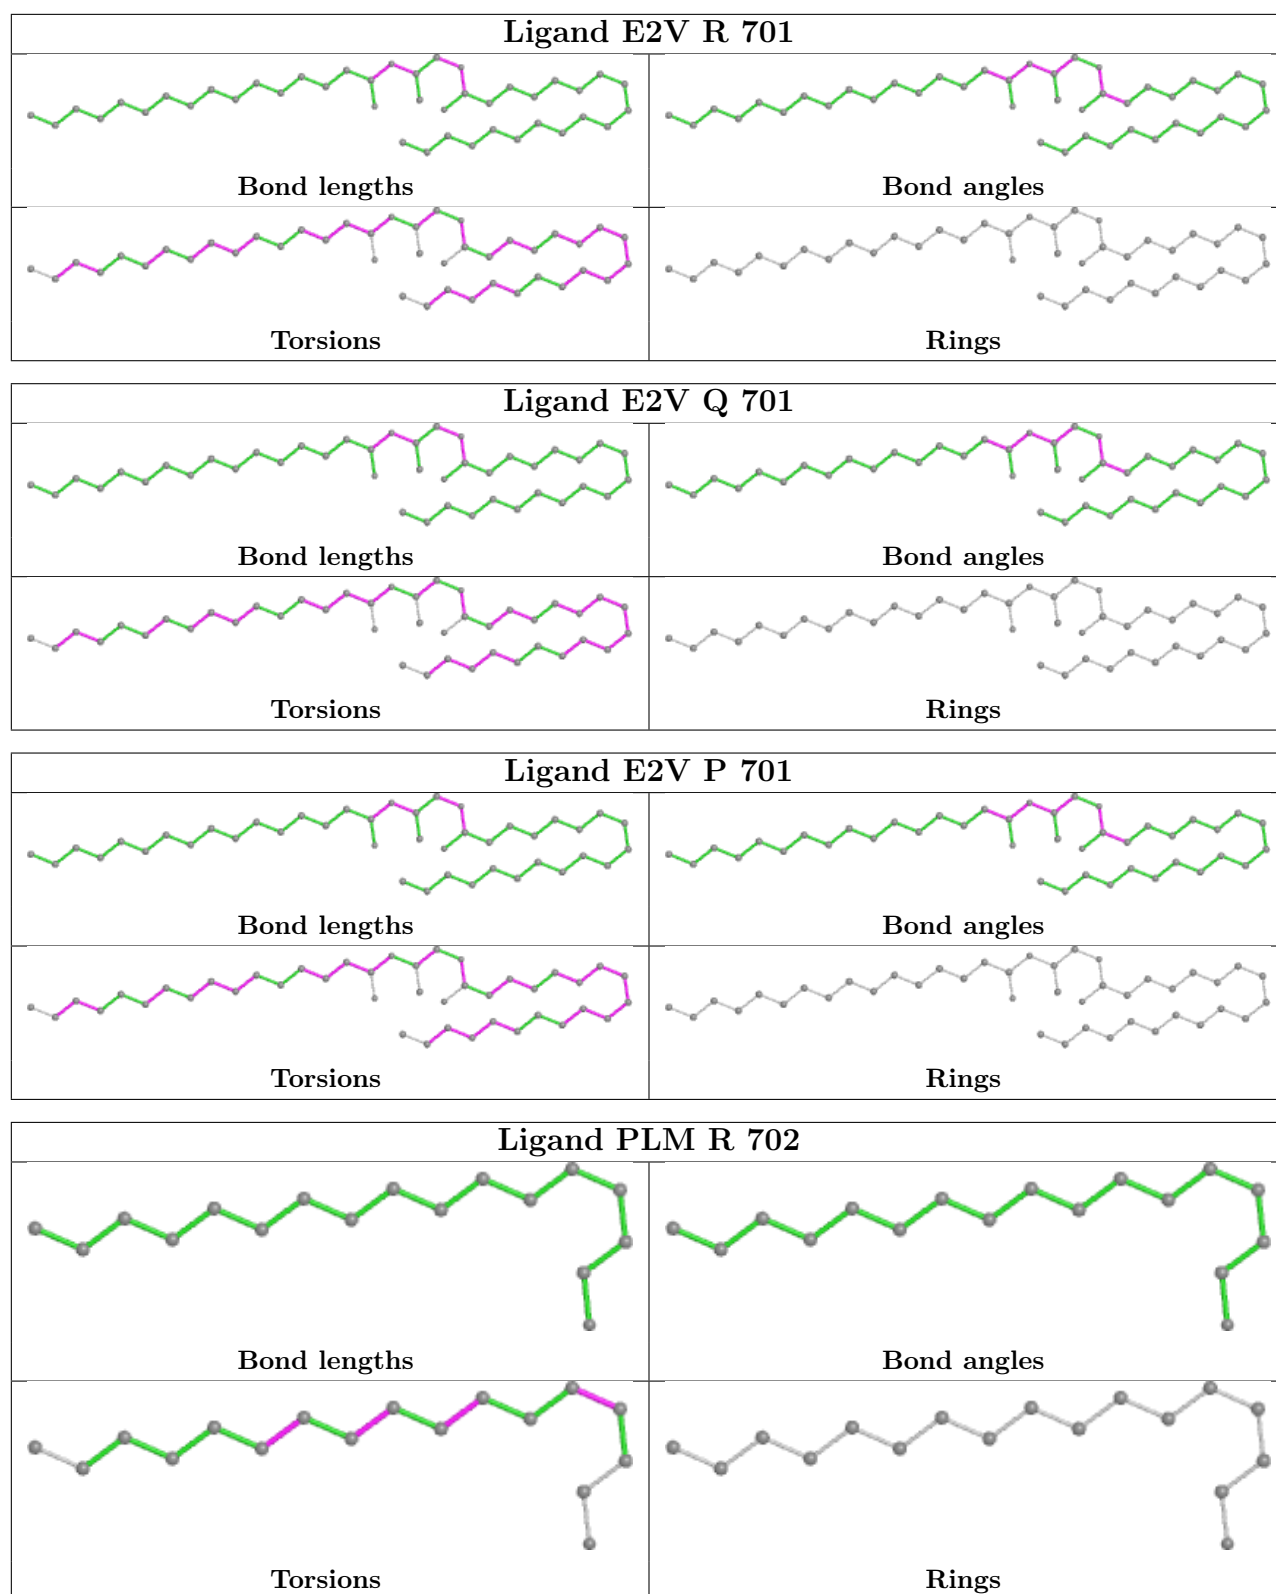 Ligand E2V R 701
Bond lengths
Bond angles
Torsions
Rings
Ligand E2V Q 701
Bond lengths
Bond angles
Torsions
Rings
Ligand E2V P 701
Bond lengths
Bond angles
Torsions
Rings
Ligand PLM R 702
Bond lengths
Bond angles
Torsions
Rings